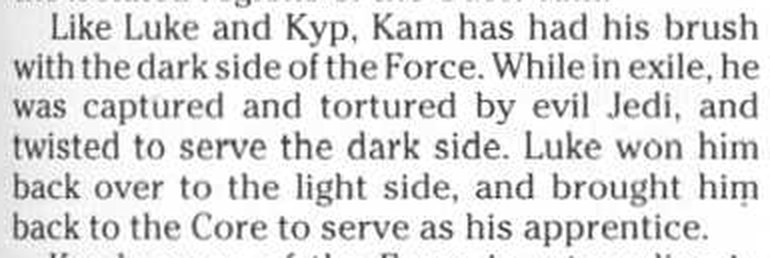 Like Luke and Kyp, Kam has had his brush
with the dark side of the Force. While in exile, he
was captured and tortured by evil Jedi, and
twisted to serve the dark side. Luke won him
back over to the light side, and brought him
back to the Core to serve as his apprentice.